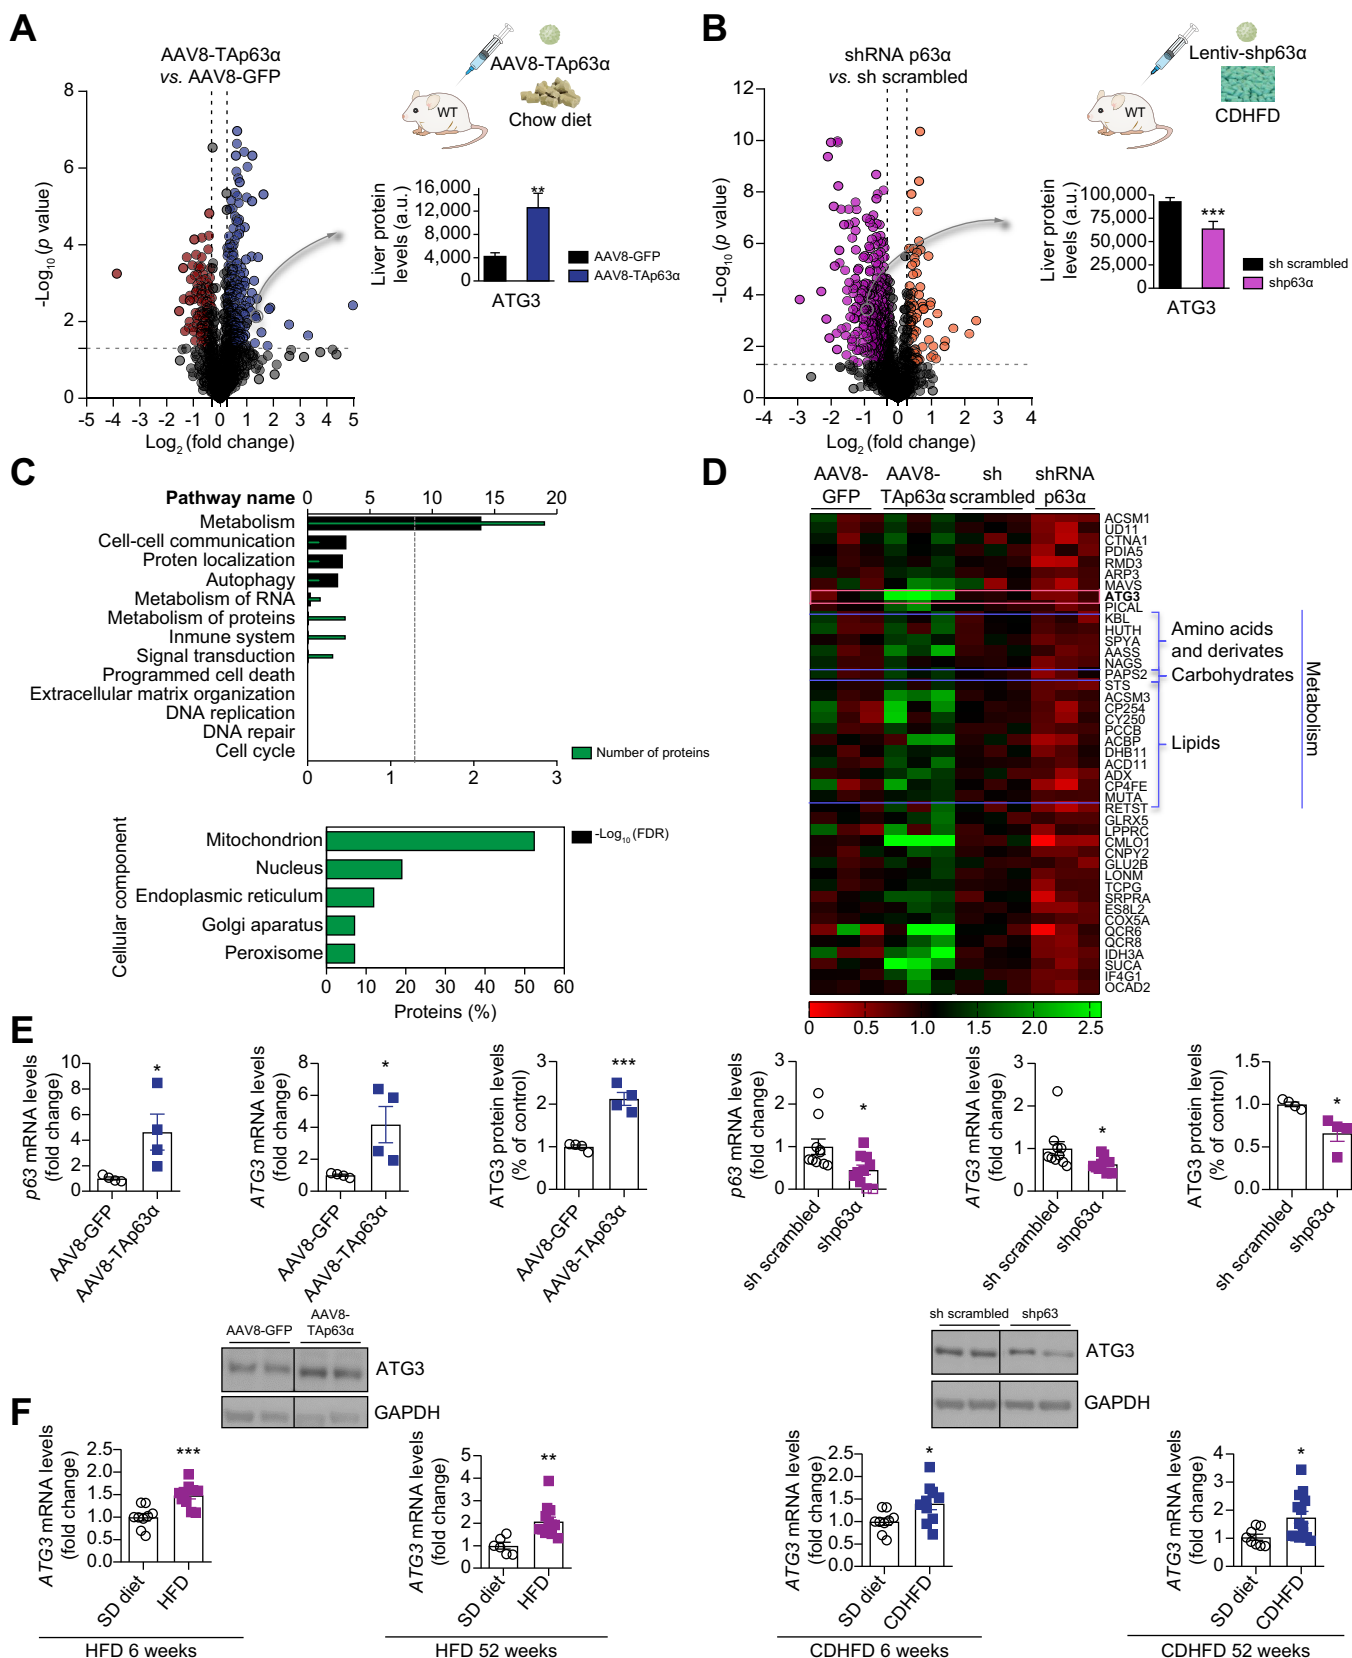 A
AAV8-TAp63α
vs. AAV8-GFP
AAV8-TAp63α
WT
Chow diet
8
6
4
2
0
-Log10 (p value)
-5 -4 -3 -2 -1 0 1 2 3 4 5
Log2 (fold change)
Liver protein
levels (a.u.)
16,000
12,000
8,000
4,000
0
**
ATG3
AAV8-GFP
AAV8-TAp63α
B
shRNA p63α
vs. sh scrambled
Lentiv-shp63α
WT
CDHFD
12
10
8
6
4
2
0
-Log10 (p value)
-4 -3 -2 -1 0 1 2 3 4
Log2 (fold change)
Liver protein
levels (a.u.)
100,000
75,000
50,000
25,000
0
***
ATG3
sh scrambled
shp63α
C
Pathway name
0 5 10 15 20
Metabolism
Cell-cell communication
Proten localization
Autophagy
Metabolism of RNA
Metabolism of proteins
Inmune system
Signal transduction
Programmed cell death
Extracellular matrix organization
DNA replication
DNA repair
Cell cycle
0 1 2 3
Number of proteins
-Log10 (FDR)
Cellular component
Mitochondrion
Nucleus
Endoplasmic reticulum
Golgi aparatus
Peroxisome
0 10 20 30 40 50 60
Proteins (%)
D
AAV8-
GFP
AAV8-
TAp63α
sh
scrambled
shRNA
p63α
ACSM1
UD11
CTNA1
PDIA5
RMD3
ARP3
MAVS
ATG3
PICAL
KBL
HUTH
SPYA
AASS
NAGS
PAPS2
STS
ACSM3
CP254
CY250
PCCB
ACBP
DHB11
ACD11
ADX
CP4FE
MUTA
RETST
GLRX5
LPPRC
CMLO1
CNPY2
GLU2B
LONM
TCPG
SRPRA
ES8L2
COX5A
QCR6
QCR8
IDH3A
SUCA
IF4G1
OCAD2
Amino acids
and derivates
Carbohydrates
Lipids
Metabolism
0 0.5 1.0 1.5 2.0 2.5
E
p63 mRNA levels
(fold change)
10
8
6
4
2
0
*
AAV8-GFP
AAV8-TAp63α
ATG3 mRNA levels
(fold change)
8
6
4
2
0
*
AAV8-GFP
AAV8-TAp63α
ATG3 protein levels
(% of control)
3
2
1
0
***
AAV8-GFP
AAV8-TAp63α
p63 mRNA levels
(fold change)
3
2
1
0
*
sh scrambled
shp63α
ATG3 mRNA levels
(fold change)
3
2
1
0
*
sh scrambled
shp63α
ATG3 protein levels
(% of control)
1.5
1.0
0.5
0.0
*
sh scrambled
shp63α
AAV8-GFP
AAV8-
TAp63α
ATG3
GAPDH
sh scrambled
shp63
ATG3
GAPDH
F
ATG3 mRNA levels
(fold change)
2.5
2.0
1.5
1.0
0.5
0.0
***
SD diet
HFD
HFD 6 weeks
ATG3 mRNA levels
(fold change)
5
4
3
2
1
0
**
SD diet
HFD
HFD 52 weeks
ATG3 mRNA levels
(fold change)
2.5
2.0
1.5
1.0
0.5
0.0
*
SD diet
CDHFD
CDHFD 6 weeks
ATG3 mRNA levels
(fold change)
4
3
2
1
0
*
SD diet
CDHFD
CDHFD 52 weeks